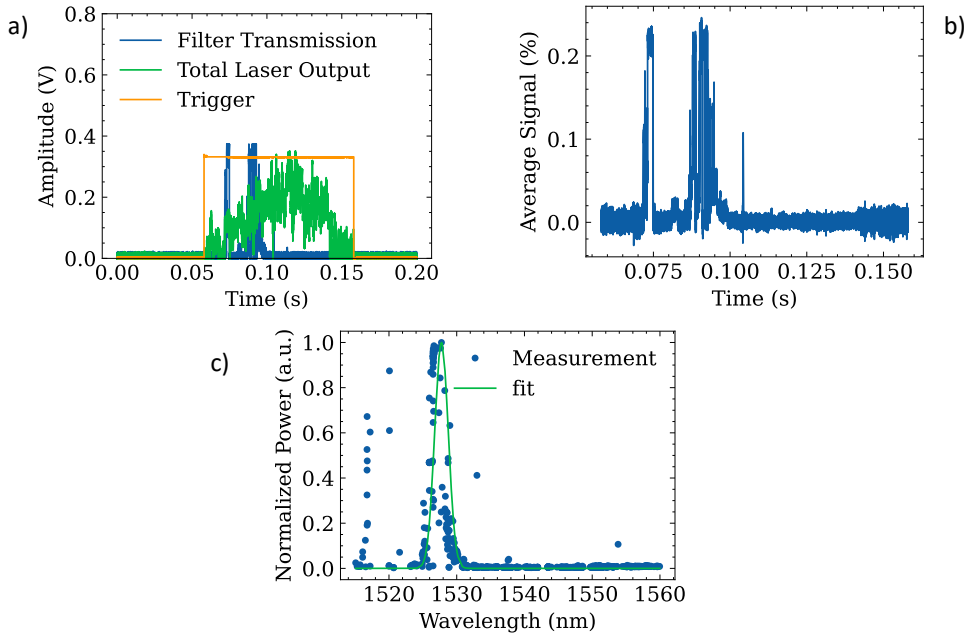 a)
Amplitude (V)
0.8
0.6
0.4
0.2
0.0
Filter Transmission
Total Laser Output
Trigger
0.00
0.05
0.10
0.15
0.20
Time (s)
b)
Average Signal (%)
0.2
0.1
0.0
0.075
0.100
0.125
0.150
Time (s)
c)
Normalized Power (a.u.)
1.0
0.8
0.6
0.4
0.2
0.0
Measurement
fit
1520
1530
1540
1550
1560
Wavelength (nm)